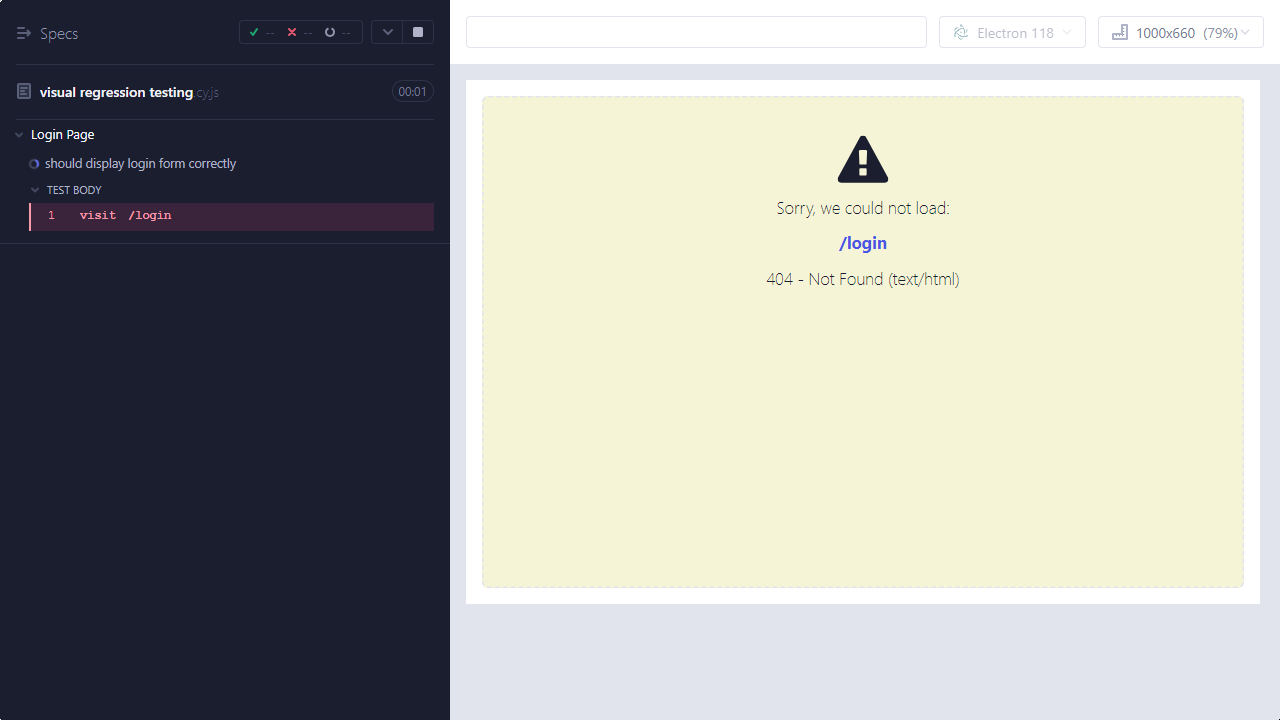 Specs
-- -- --
visual regression testing.cy.js 00:01
Login Page
should display login form correctly
TEST BODY
1 visit /login
Electron 118
1000x660 (79%)
Sorry, we could not load:
/login
404 - Not Found (text/html)